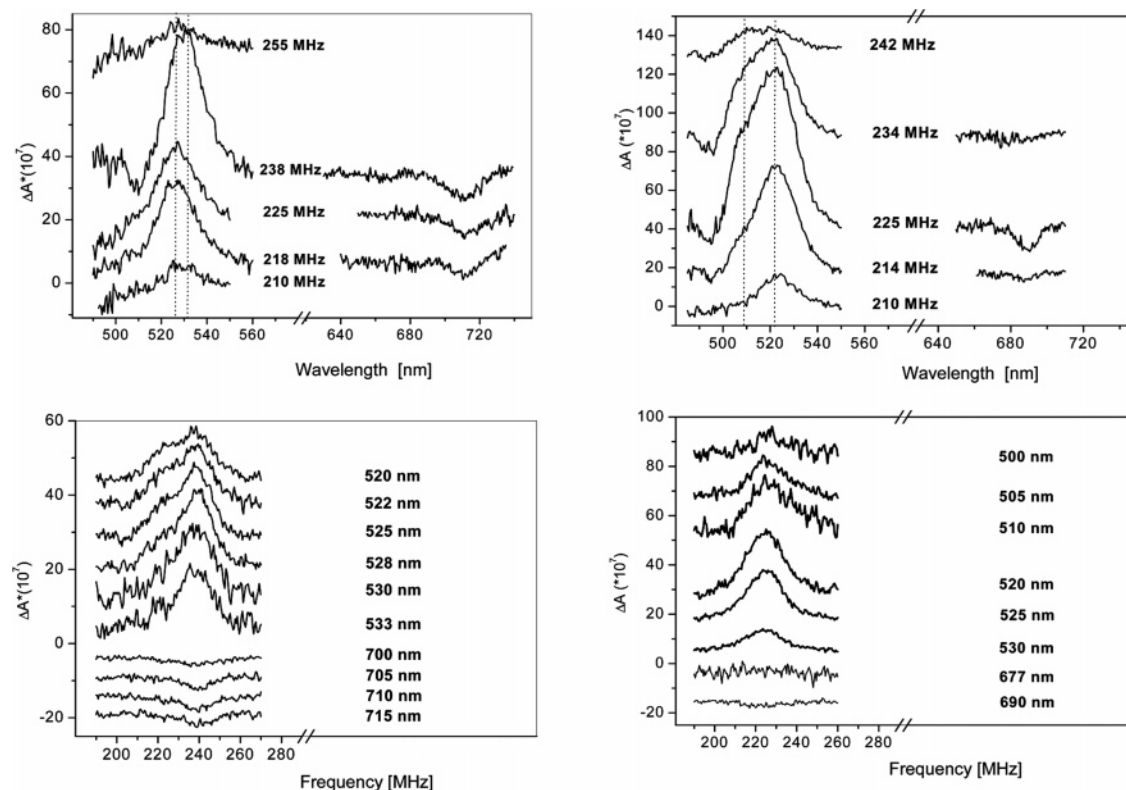 ΔA*(10⁷)
80
60
40
20
0
255 MHz
238 MHz
225 MHz
218 MHz
210 MHz
500 520 540 560 640 680 720
Wavelength [nm]
ΔA (*10⁷)
140
120
100
80
60
40
20
0
242 MHz
234 MHz
225 MHz
214 MHz
210 MHz
500 520 540 640 680 720
Wavelength [nm]
ΔA*(10⁷)
60
40
20
0
-20
520 nm
522 nm
525 nm
528 nm
530 nm
533 nm
700 nm
705 nm
710 nm
715 nm
200 220 240 260 280
Frequency [MHz]
ΔA (*10⁷)
100
80
60
40
20
0
-20
500 nm
505 nm
510 nm
520 nm
525 nm
530 nm
677 nm
690 nm
200 220 240 260 280
Frequency [MHz]